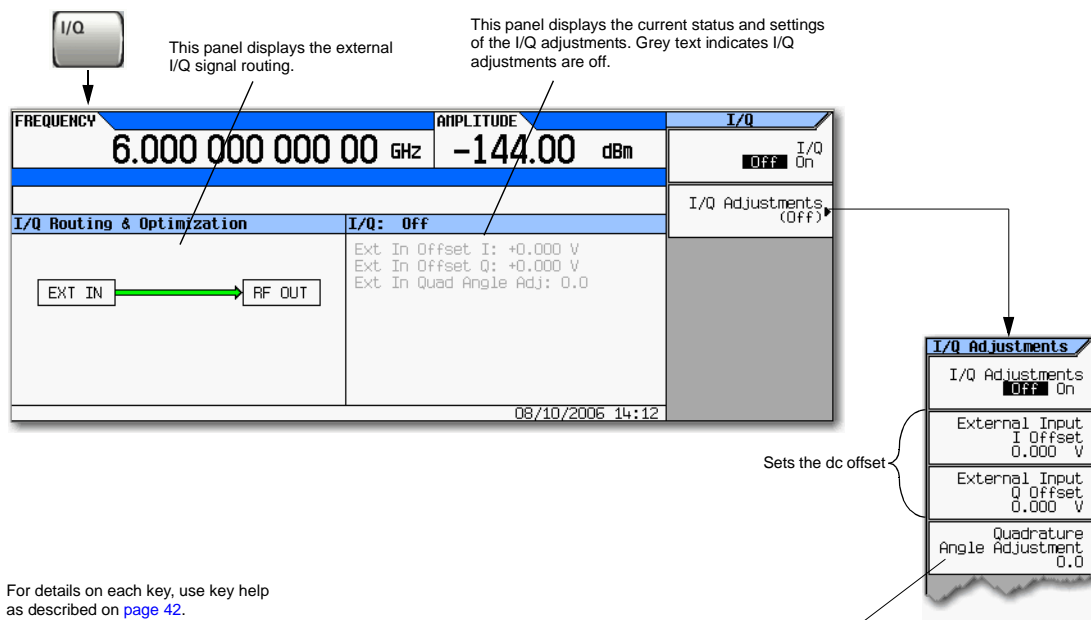 I/Q
This panel displays the external
I/Q signal routing.
This panel displays the current status and settings
of the I/Q adjustments. Grey text indicates I/Q
adjustments are off.
FREQUENCY
6.000 000 000 00 GHz
AMPLITUDE
-144.00 dBm
I/Q
I/Q
Off On
I/Q Adjustments
(Off)
I/Q Routing & Optimization
EXT IN
RF OUT
I/Q: Off
Ext In Offset I: +0.000 V
Ext In Offset Q: +0.000 V
Ext In Quad Angle Adj: 0.0
08/10/2006 14:12
I/Q Adjustments
I/Q Adjustments
Off On
External Input
I Offset
0.000 V
External Input
Q Offset
0.000 V
Quadrature
Angle Adjustment
0.0
Sets the dc offset
For details on each key, use key help
as described on page 42.